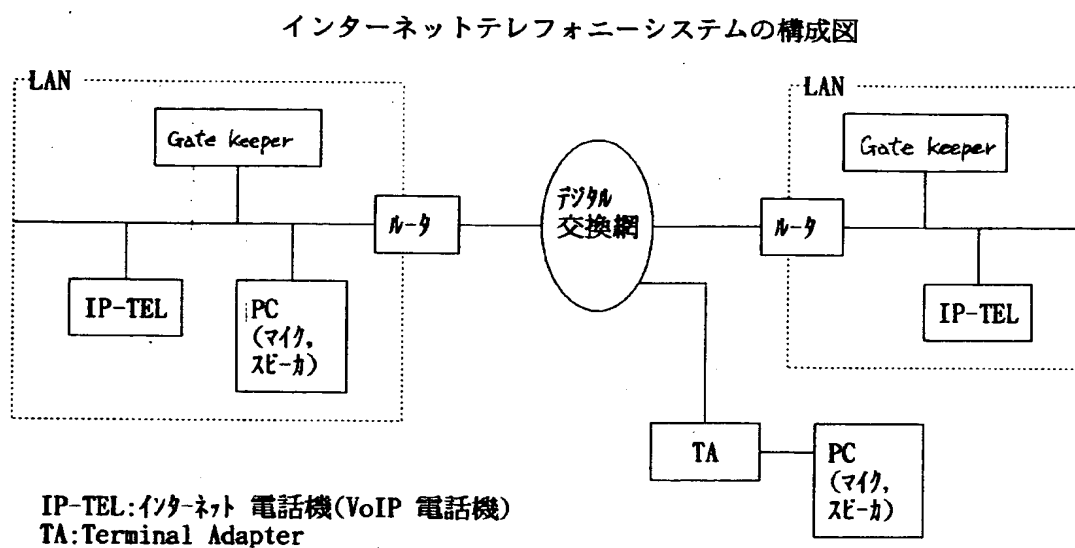 インターネットテレフォニーシステムの構成図
LAN
Gate keeper
ルータ
IP-TEL
PC
(マイク,
スピーカ)
デジタル
交換網
LAN
Gate keeper
ルータ
IP-TEL
TA
PC
(マイク,
スピーカ)
IP-TEL:インターネット 電話機(VoIP 電話機)
TA:Terminal Adapter